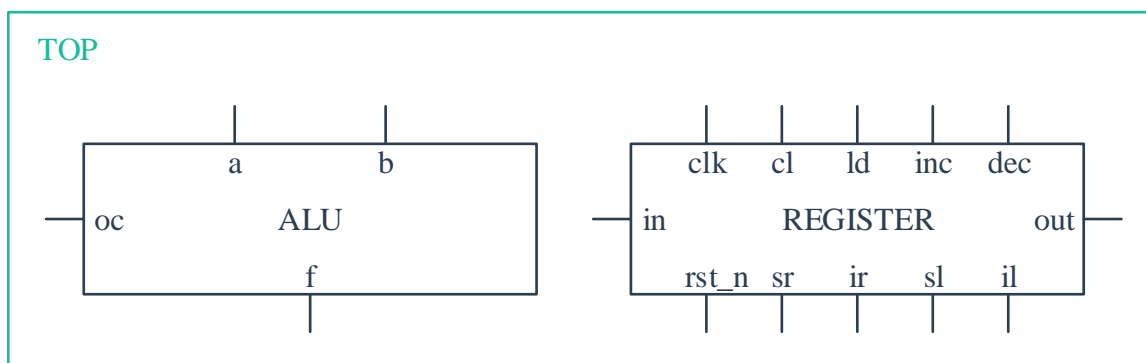 TOP
a b
oc ALU
f
clk cl ld inc dec
in REGISTER out
rst_n sr ir sl il